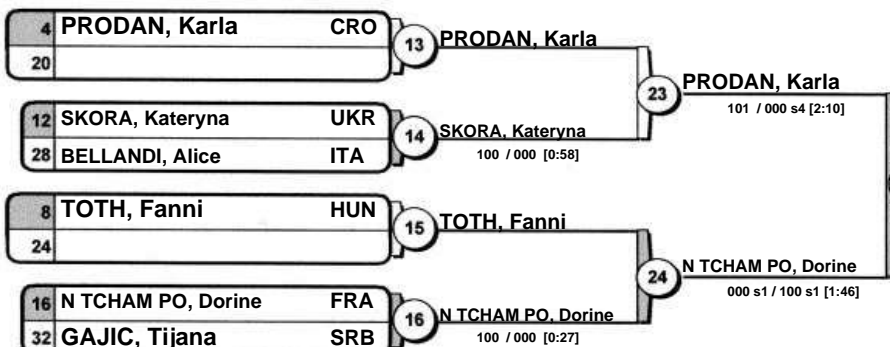 4 PRODAN, Karla CRO
20
13
PRODAN, Karla
12 SKORA, Kateryna UKR
28 BELLANDI, Alice ITA
14
SKORA, Kateryna
100 / 000 [0:58]
23
PRODAN, Karla
101 / 000 s4 [2:10]
8 TOTH, Fanni HUN
24
15
TOTH, Fanni
16 N TCHAM PO, Dorine FRA
32 GAJIC, Tijana SRB
16
N TCHAM PO, Dorine
100 / 000 [0:27]
24
N TCHAM PO, Dorine
000 s1 / 100 s1 [1:46]